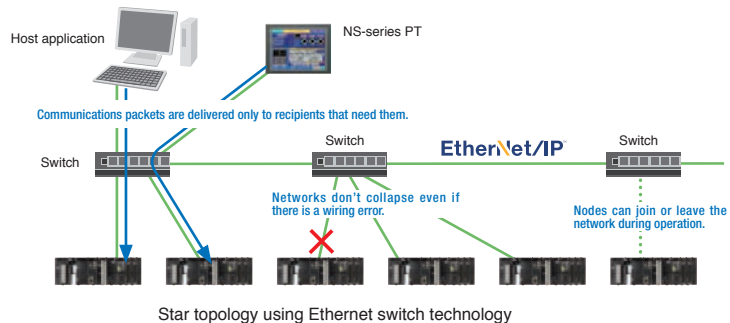 Host application
NS-series PT
Communications packets are delivered only to recipients that need them.
Switch
Switch
EtherNet/IP™
Switch
Networks don't collapse even if
there is a wiring error.
Nodes can join or leave the
network during operation.
Star topology using Ethernet switch technology